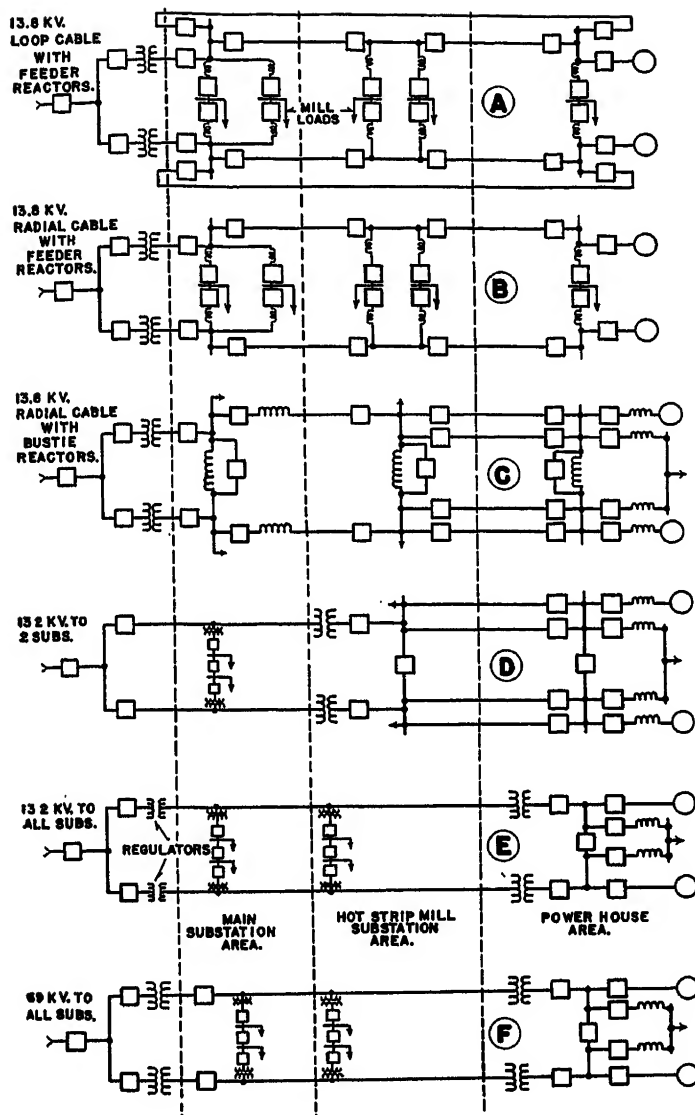 13.8 KV.
LOOP CABLE
WITH
FEEDER
REACTORS.
MILL
LOADS
A
13.8 KV.
RADIAL CABLE
WITH
FEEDER
REACTORS.
B
13.8 KV.
RADIAL CABLE
WITH
BUSTIE
REACTORS.
C
13 2 KV. TO
2 SUBS.
D
13 2 KV. TO
ALL SUBS.
REGULATORS
E
MAIN
SUBSTATION
AREA.
HOT STRIP MILL
SUBSTATION
AREA.
POWER HOUSE
AREA.
69 KV. TO
ALL SUBS.
F